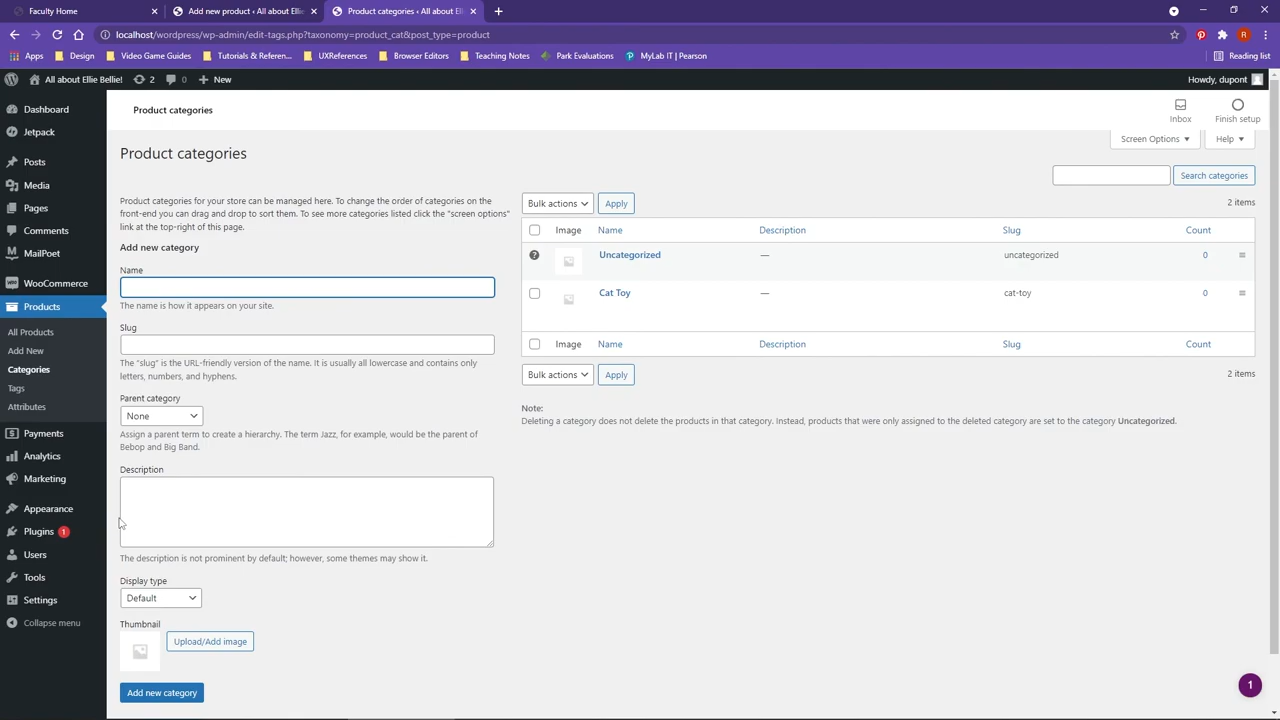 Faculty Home
Add new product ‹ All about Ellie
Product categories ‹ All about E
localhost/wordpress/wp-admin/edit-tags.php?taxonomy=product_cat&post_type=product
R
Apps
Design
Video Game Guides
Tutorials & Referen...
UXReferences
Browser Editors
Teaching Notes
Park Evaluations
MyLab IT | Pearson
Reading list
All about Ellie Bellie!
2
0
New
Howdy, dupont
Dashboard
Jetpack
Posts
Media
Pages
Comments
MailPoet
WooCommerce
Products
All Products
Add New
Categories
Tags
Attributes
Payments
Analytics
Marketing
Appearance
Plugins 1
Users
Tools
Settings
Collapse menu
Product categories
Inbox
Finish setup
Screen Options
Help
Product categories
Search categories
Product categories for your store can be managed here. To change the order of categories on the
front-end you can drag and drop to sort them. To see more categories listed click the "screen options"
link at the top-right of this page.
Add new category
Name
The name is how it appears on your site.
Slug
The “slug” is the URL-friendly version of the name. It is usually all lowercase and contains only
letters, numbers, and hyphens.
Parent category
None
Assign a parent term to create a hierarchy. The term Jazz, for example, would be the parent of
Bebop and Big Band.
Description
The description is not prominent by default; however, some themes may show it.
Display type
Default
Thumbnail
Upload/Add image
Add new category
Bulk actions
Apply
2 items
Image Name Description Slug Count
? Uncategorized — uncategorized 0
Cat Toy — cat-toy 0
Image Name Description Slug Count
Bulk actions
Apply
2 items
Note:
Deleting a category does not delete the products in that category. Instead, products that were only assigned to the deleted category are set to the category Uncategorized.
1